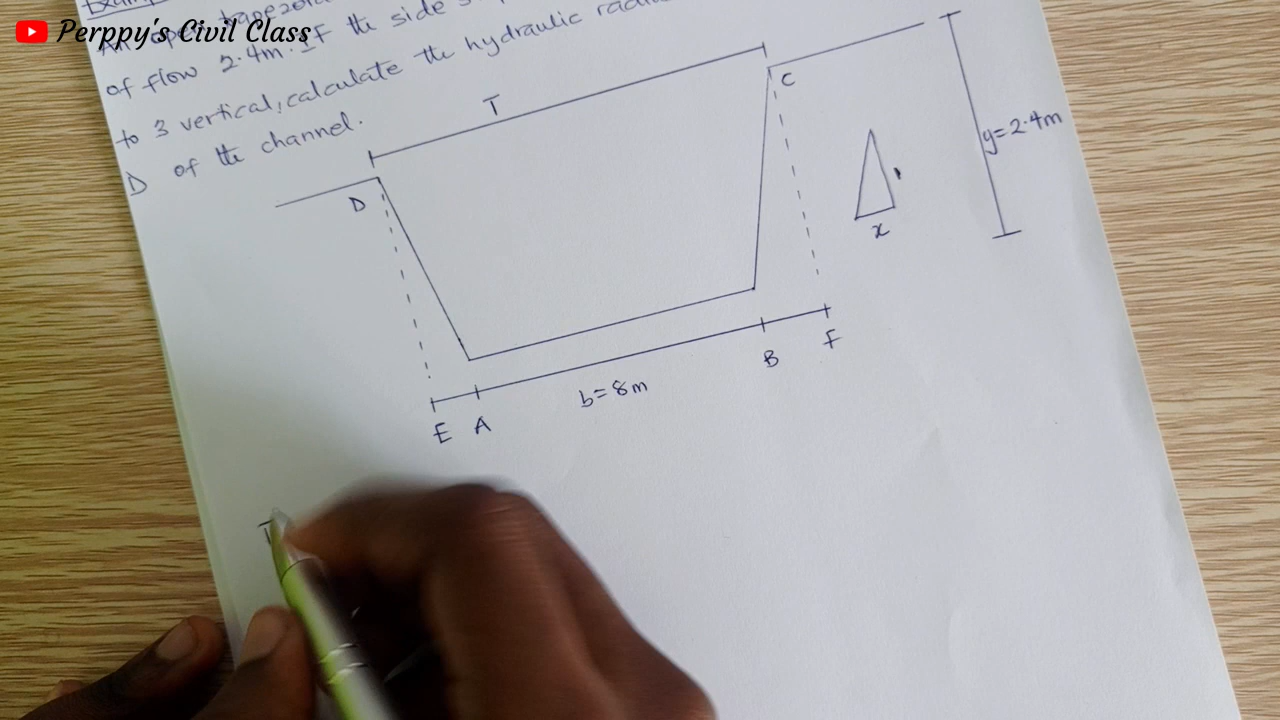 Perppy's Civil Class
of flow 2.4m. IF the side
to 3 vertical, calculate the hydraulic
D of the channel.
T
C
D
y=2.4m
x
b=8m
E A B F